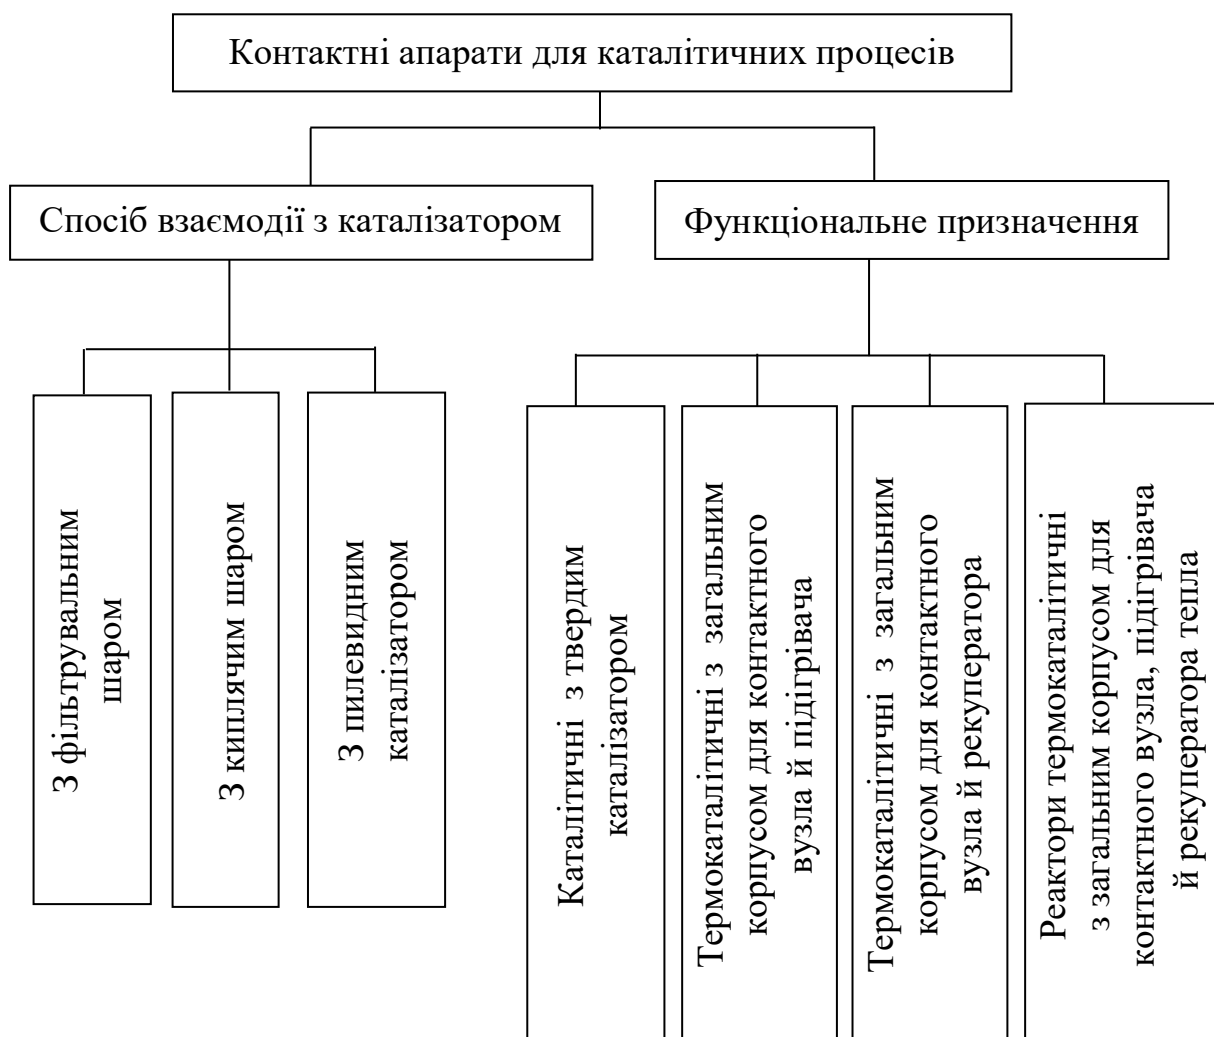 Контактні апарати для каталітичних процесів
Спосіб взаємодії з каталізатором
Функціональне призначення
З фільтрувальним
шаром
З киплячим шаром
З пилевидним
каталізатором
Каталітичні з твердим
каталізатором
Термокаталітичні з загальним
корпусом для контактного
вузла й підігрівача
Термокаталітичні з загальним
корпусом для контактного
вузла й рекуператора
Реактори термокаталітичні
з загальним корпусом для
контактного вузла, підігрівача
й рекуператора тепла